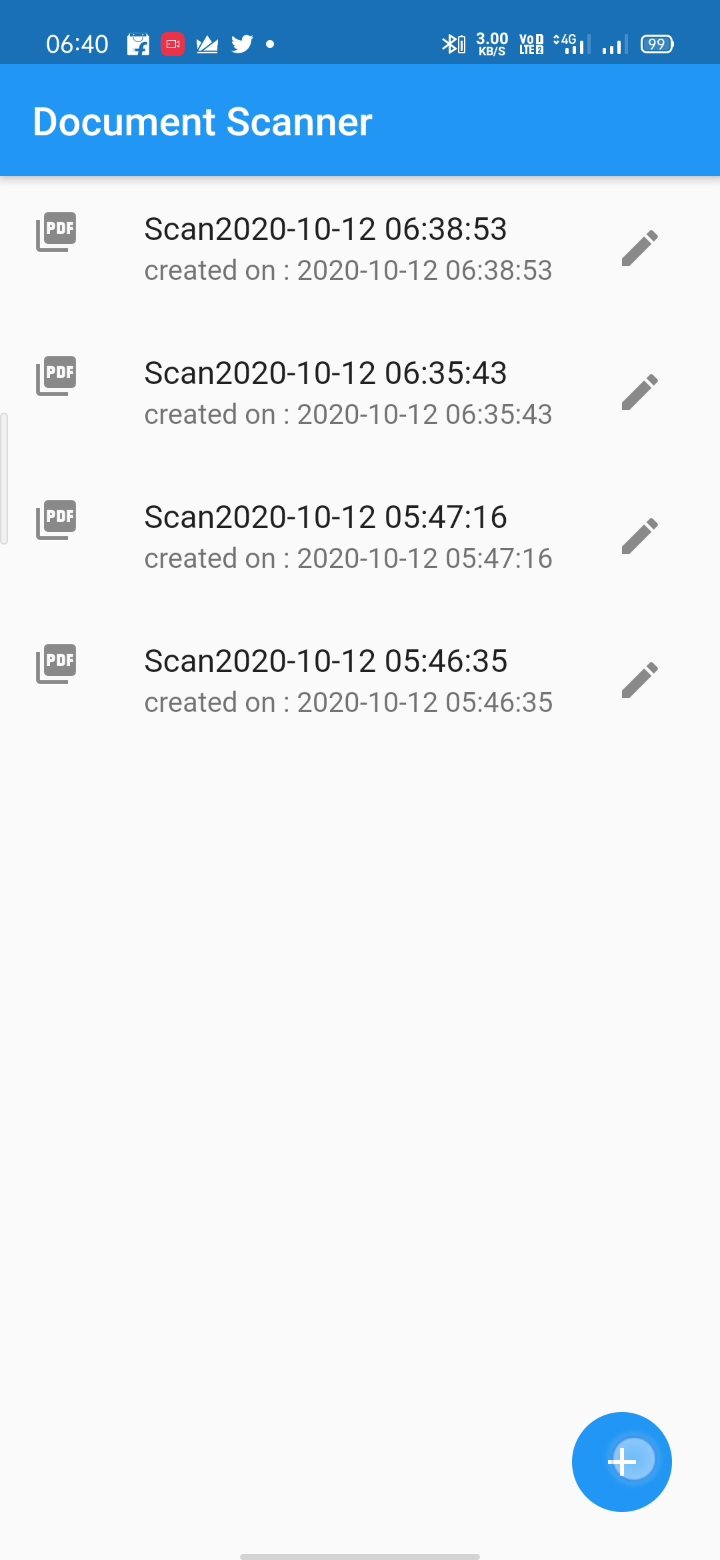 06:40 3.00 KB/S VoD LTE2 4G 99
Document Scanner
PDF Scan2020-10-12 06:38:53
created on : 2020-10-12 06:38:53
PDF Scan2020-10-12 06:35:43
created on : 2020-10-12 06:35:43
PDF Scan2020-10-12 05:47:16
created on : 2020-10-12 05:47:16
PDF Scan2020-10-12 05:46:35
created on : 2020-10-12 05:46:35